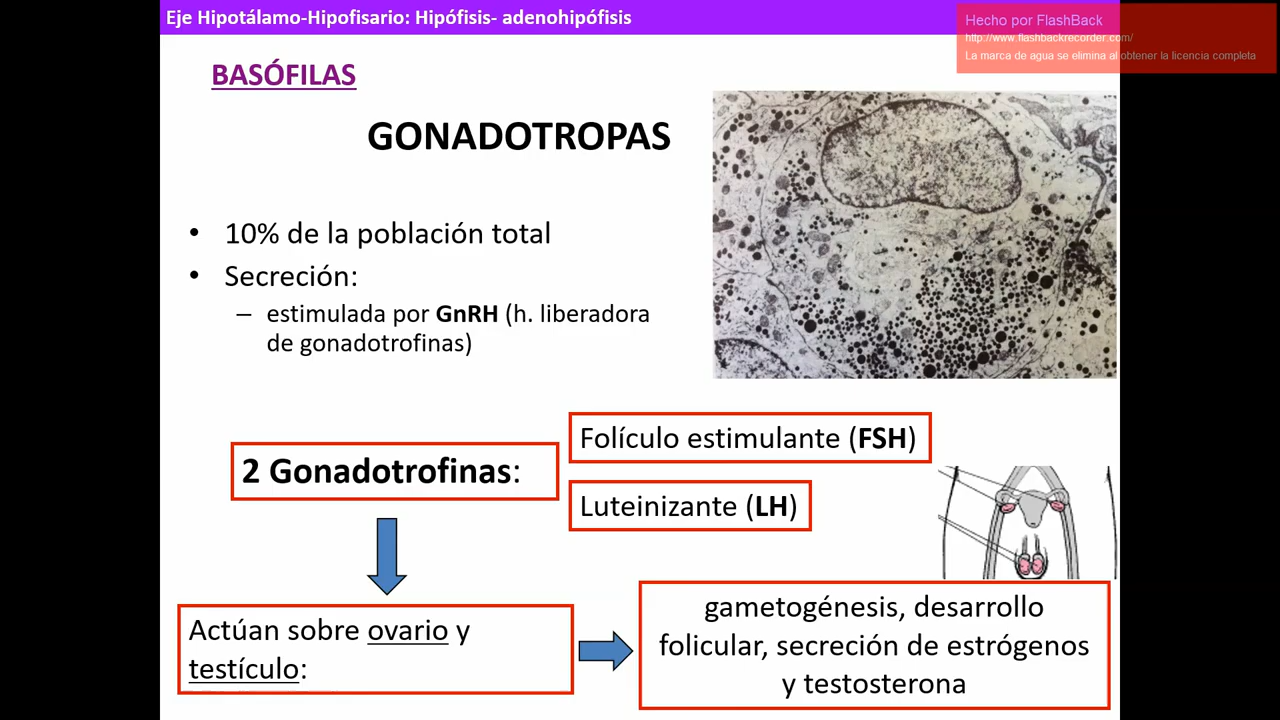 Eje Hipotálamo-Hipofisario: Hipófisis- adenohipófisis
Hecho por FlashBack
http://www.flashbackrecorder.com/
La marca de agua se elimina al obtener la licencia completa
BASÓFILAS
GONADOTROPAS
• 10% de la población total
• Secreción:
– estimulada por GnRH (h. liberadora
de gonadotrofinas)
2 Gonadotrofinas:
Folículo estimulante (FSH)
Luteinizante (LH)
Actúan sobre ovario y
testículo:
gametogénesis, desarrollo
folicular, secreción de estrógenos
y testosterona